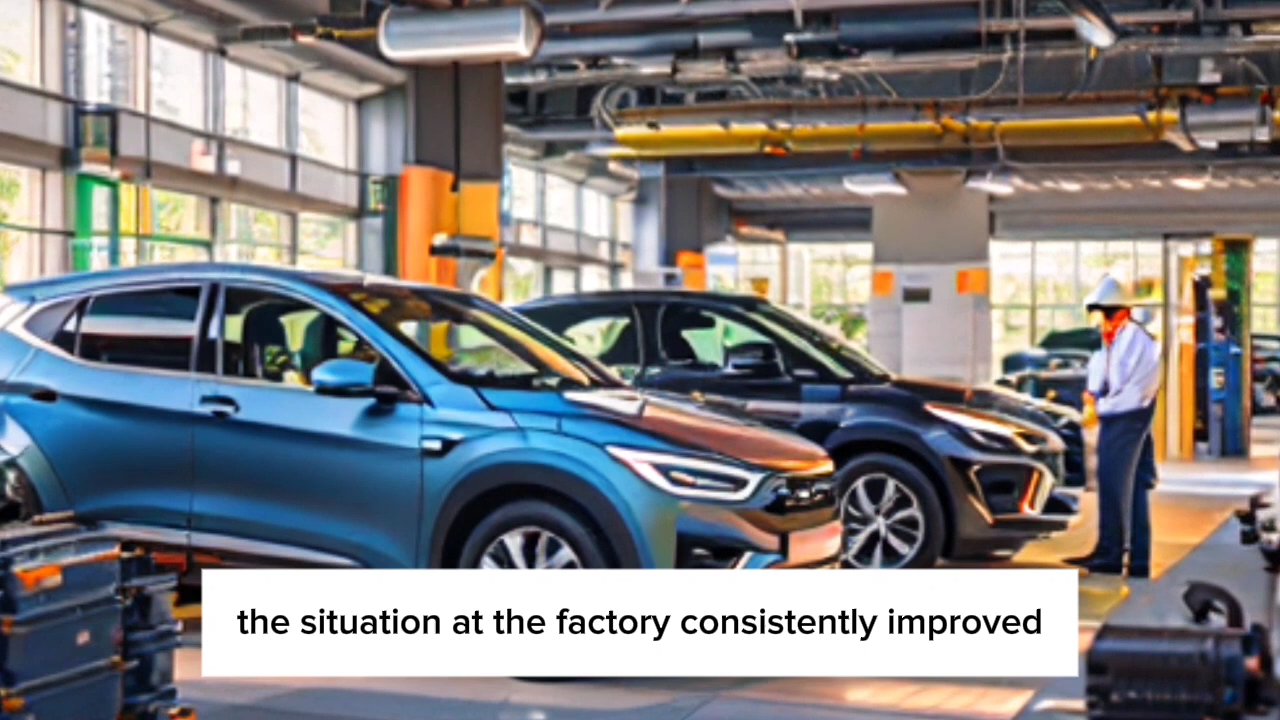 the situation at the factory consistently improved